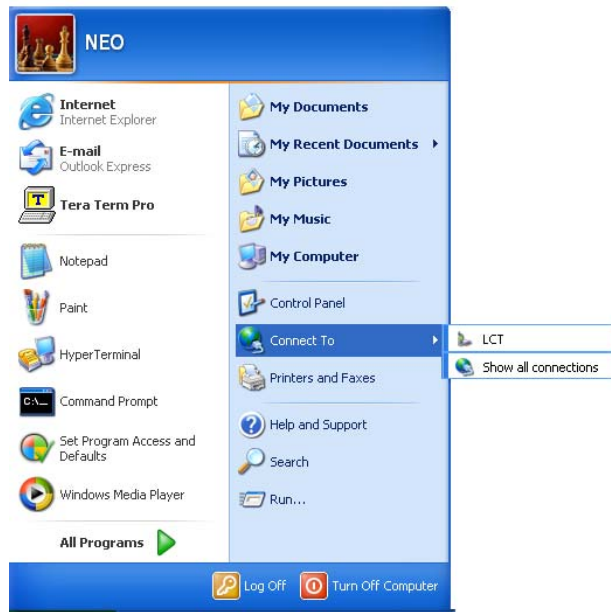 NEO
Internet
Internet Explorer
E-mail
Outlook Express
T
Tera Term Pro
Notepad
Paint
HyperTerminal
C:\_
Command Prompt
Set Program Access and
Defaults
Windows Media Player
All Programs
My Documents
My Recent Documents
My Pictures
My Music
My Computer
Control Panel
Connect To
Printers and Faxes
Help and Support
Search
Run...
LCT
Show all connections
Log Off
Turn Off Computer